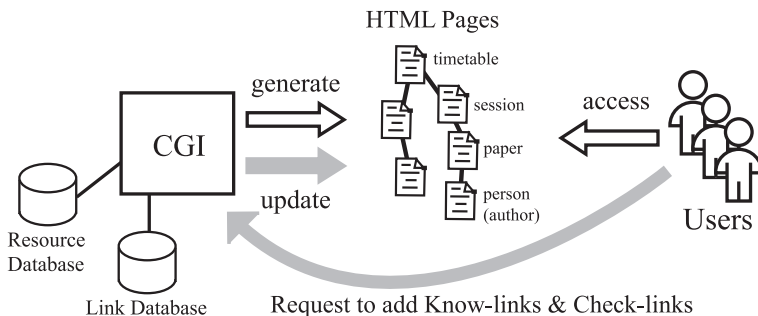 HTML Pages
timetable
generate
session
access
CGI
paper
update
person
(author)
Users
Resource
Database
Link Database
Request to add Know-links & Check-links